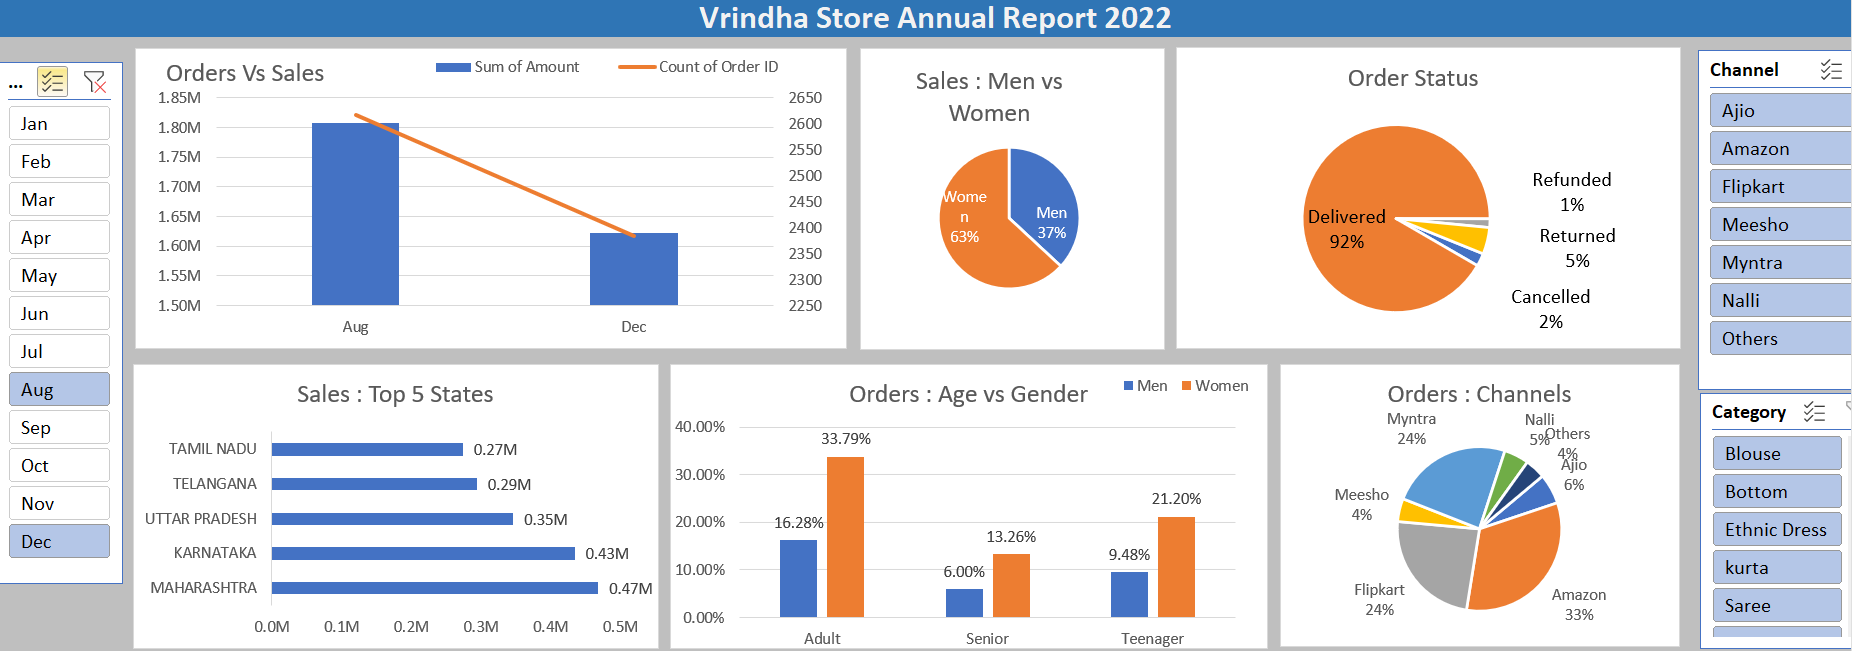 Vrindha Store Annual Report 2022
...
Jan
Feb
Mar
Apr
May
Jun
Jul
Aug
Sep
Oct
Nov
Dec
Orders Vs Sales
Sum of Amount
Count of Order ID
1.85M
1.80M
1.75M
1.70M
1.65M
1.60M
1.55M
1.50M
2650
2600
2550
2500
2450
2400
2350
2300
2250
Aug
Dec
Sales : Men vs
Women
Wome
n
63%
Men
37%
Order Status
Delivered
92%
Refunded
1%
Returned
5%
Cancelled
2%
Channel
Ajio
Amazon
Flipkart
Meesho
Myntra
Nalli
Others
Sales : Top 5 States
TAMIL NADU
0.27M
TELANGANA
0.29M
UTTAR PRADESH
0.35M
KARNATAKA
0.43M
MAHARASHTRA
0.47M
0.0M
0.1M
0.2M
0.3M
0.4M
0.5M
Orders : Age vs Gender
Men
Women
40.00%
30.00%
20.00%
10.00%
0.00%
16.28%
33.79%
6.00%
13.26%
9.48%
21.20%
Adult
Senior
Teenager
Orders : Channels
Myntra
24%
Nalli
5%
Others
4%
Ajio
6%
Meesho
4%
Flipkart
24%
Amazon
33%
Category
Blouse
Bottom
Ethnic Dress
kurta
Saree